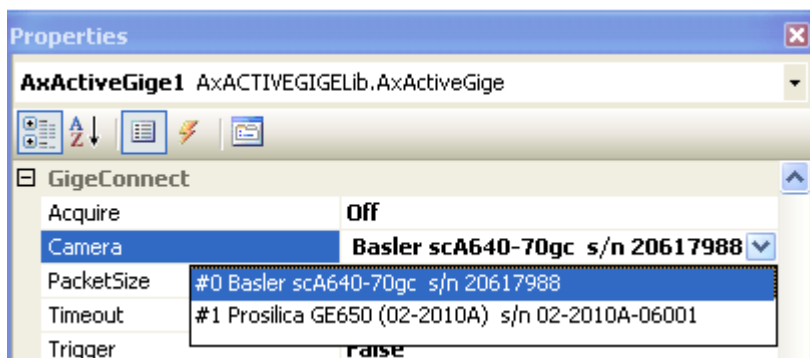 Properties
AxActiveGige1 AxACTIVEGIGELib.AxActiveGige
GigeConnect
Acquire Off
Camera Basler scA640-70gc s/n 20617988
PacketSize #0 Basler scA640-70gc s/n 20617988
Timeout #1 Prosilica GE650 (02-2010A) s/n 02-2010A-06001
Trigger False